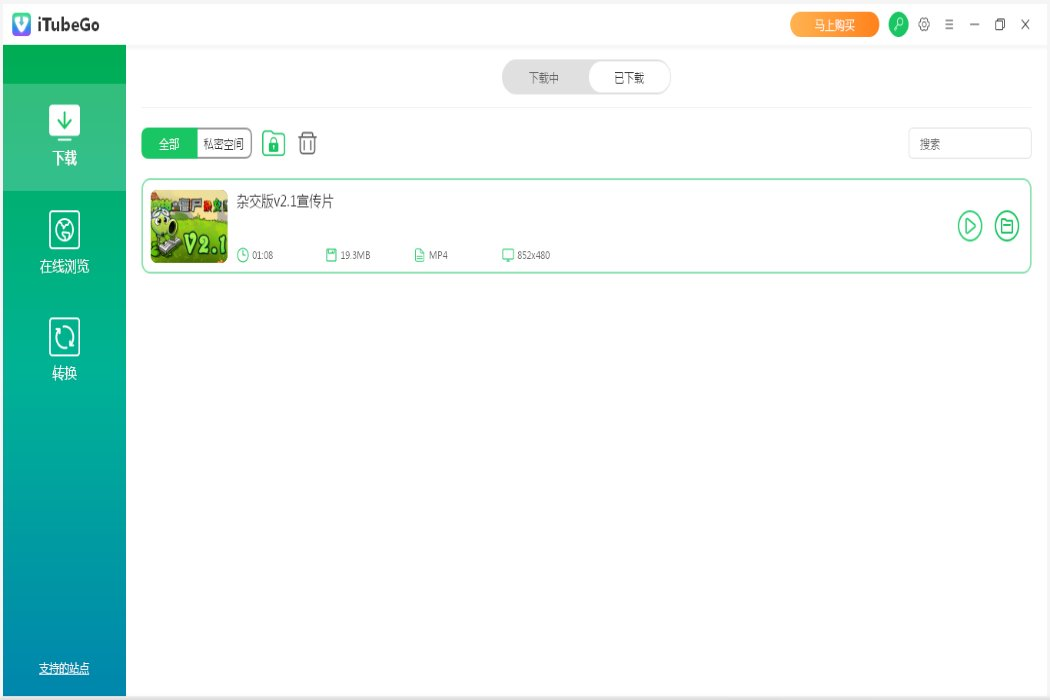 iTubeGo
马上购买
下载中
已下载
下载
全部
私密空间
搜索
杂交版v2.1宣传片
V2.1
01:08
19.3MB
MP4
852x480
在线浏览
转换
支持的站点